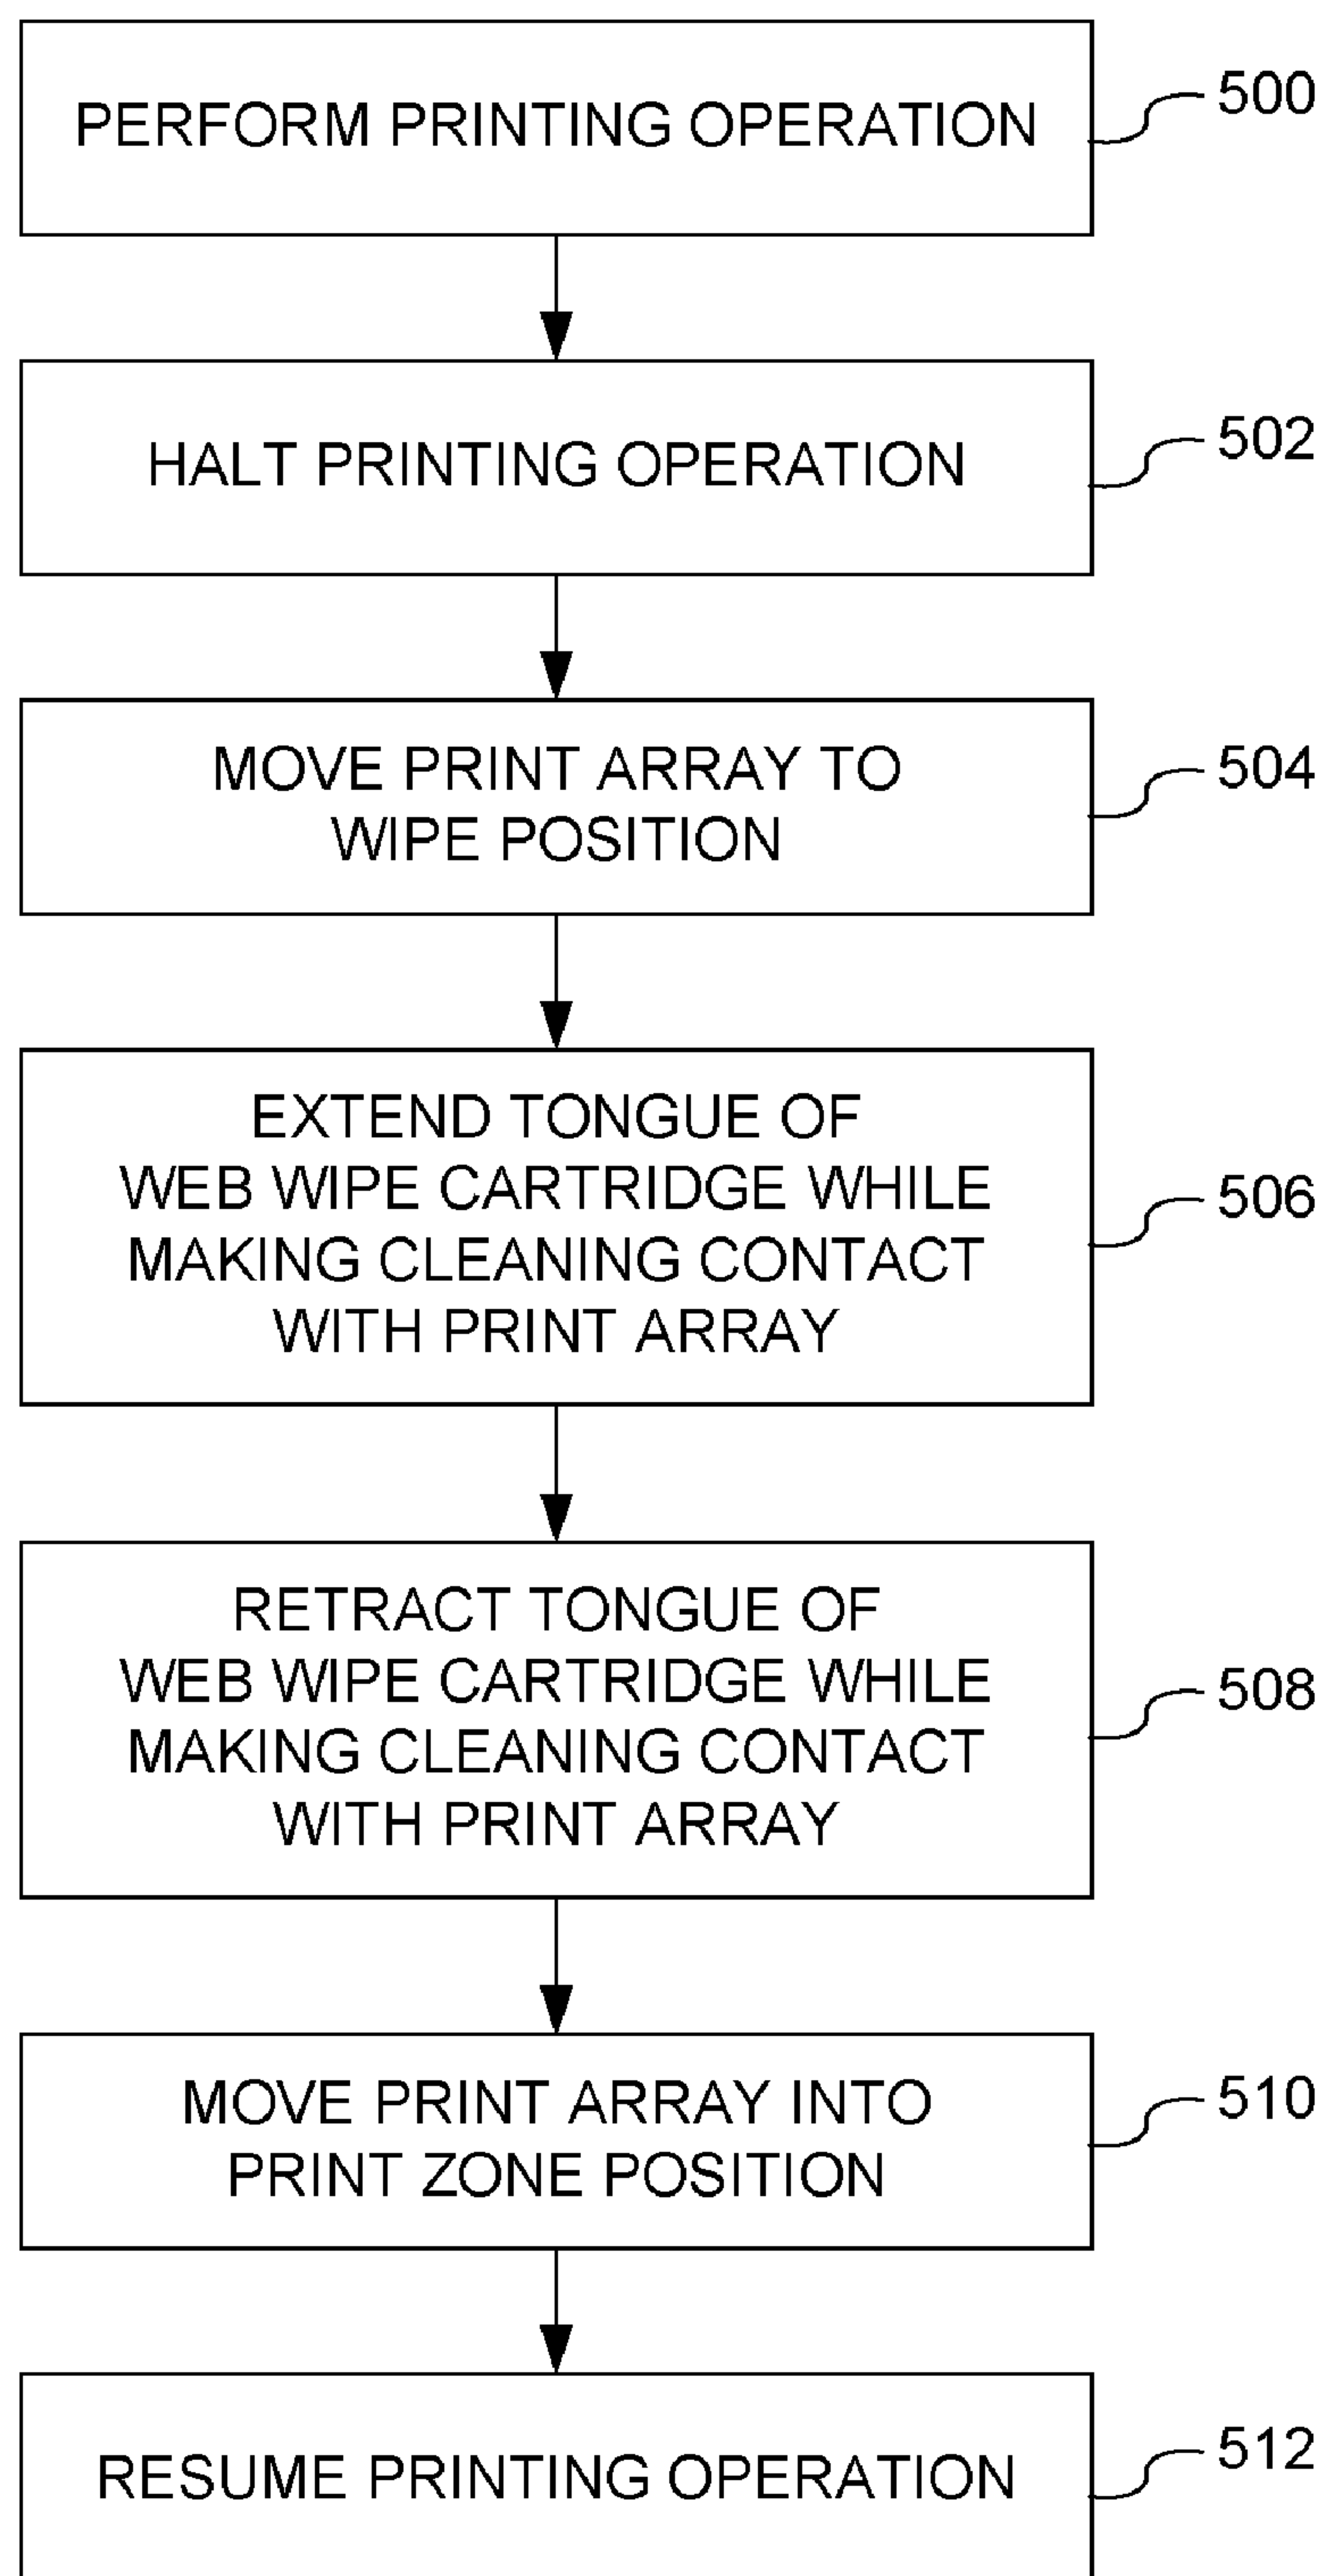 PERFORM PRINTING OPERATION
500
HALT PRINTING OPERATION
502
MOVE PRINT ARRAY TO
WIPE POSITION
504
EXTEND TONGUE OF
WEB WIPE CARTRIDGE WHILE
MAKING CLEANING CONTACT
WITH PRINT ARRAY
506
RETRACT TONGUE OF
WEB WIPE CARTRIDGE WHILE
MAKING CLEANING CONTACT
WITH PRINT ARRAY
508
MOVE PRINT ARRAY INTO
PRINT ZONE POSITION
510
RESUME PRINTING OPERATION
512